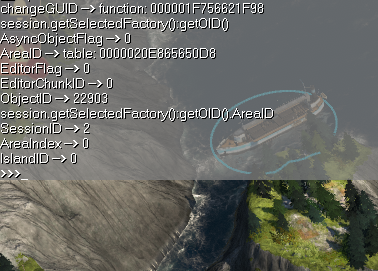 changeGUID --> function: 000001F756621F98
session.getSelectedFactory():getOID()
AsyncObjectFlag --> 0
AreaID --> table: 0000020E865650D8
EditorFlag --> 0
EditorChunkID --> 0
ObjectID --> 22903
session.getSelectedFactory():getOID().AreaID
SessionID --> 2
AreaIndex --> 0
IslandID --> 0
>>>_